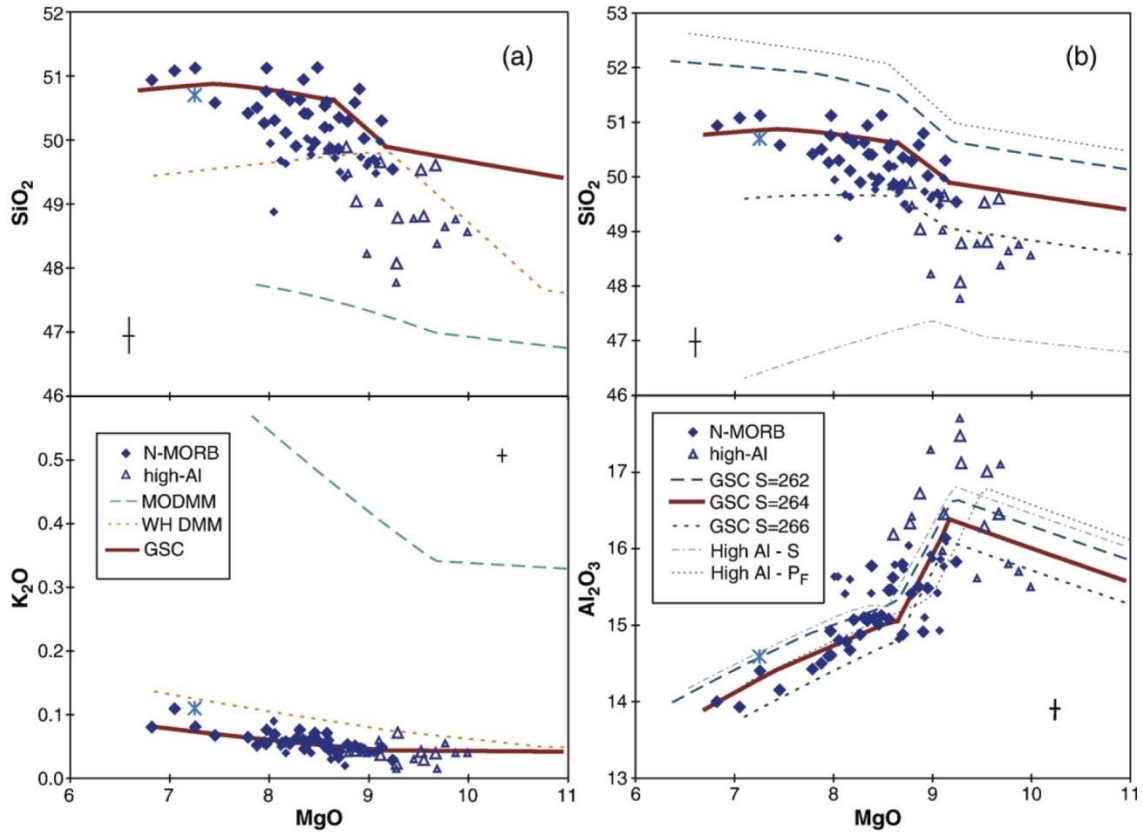 (a)
52
51
50
49
48
47
46
SiO2
(b)
53
52
51
50
49
48
47
46
SiO2
0.5
0.4
0.3
0.2
0.1
0.0
K2O
N-MORB
high-Al
MODMM
WH DMM
GSC
6 7 8 9 10 11
MgO
17
16
15
14
13
Al2O3
N-MORB
high-Al
GSC S=262
GSC S=264
GSC S=266
High Al - S
High Al - PF
6 7 8 9 10 11
MgO